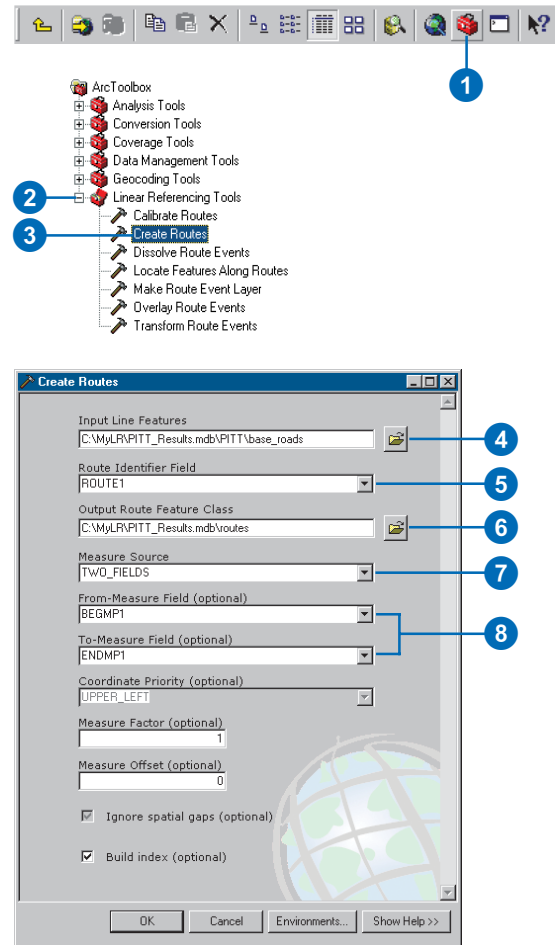 1
ArcToolbox
Analysis Tools
Conversion Tools
Coverage Tools
Data Management Tools
Geocoding Tools
2 Linear Referencing Tools
Calibrate Routes
3 Create Routes
Dissolve Route Events
Locate Features Along Routes
Make Route Event Layer
Overlay Route Events
Transform Route Events
Create Routes
Input Line Features
C:\MyLR\PITT_Results.mdb\PITT\base_roads 4
Route Identifier Field
ROUTE1 5
Output Route Feature Class
C:\MyLR\PITT_Results.mdb\routes 6
Measure Source
TWO_FIELDS 7
From-Measure Field (optional)
BEGMP1
8
To-Measure Field (optional)
ENDMP1
Coordinate Priority (optional)
UPPER_LEFT
Measure Factor (optional)
1
Measure Offset (optional)
0
Ignore spatial gaps (optional)
Build index (optional)
OK Cancel Environments... Show Help >>